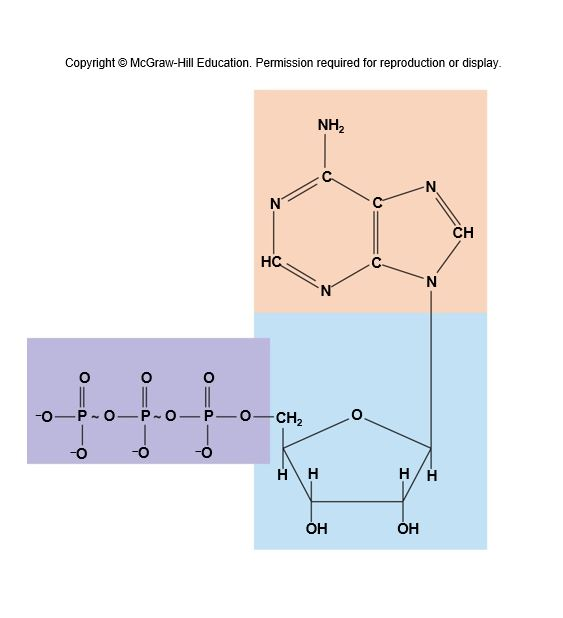 Copyright © McGraw-Hill Education. Permission required for reproduction or display.
NH₂
C
N
C
N
CH
HC
C
N
N
O O O
⁻O P ~ O P ~ O P O CH₂
O
⁻O ⁻O ⁻O
H H H H
OH OH